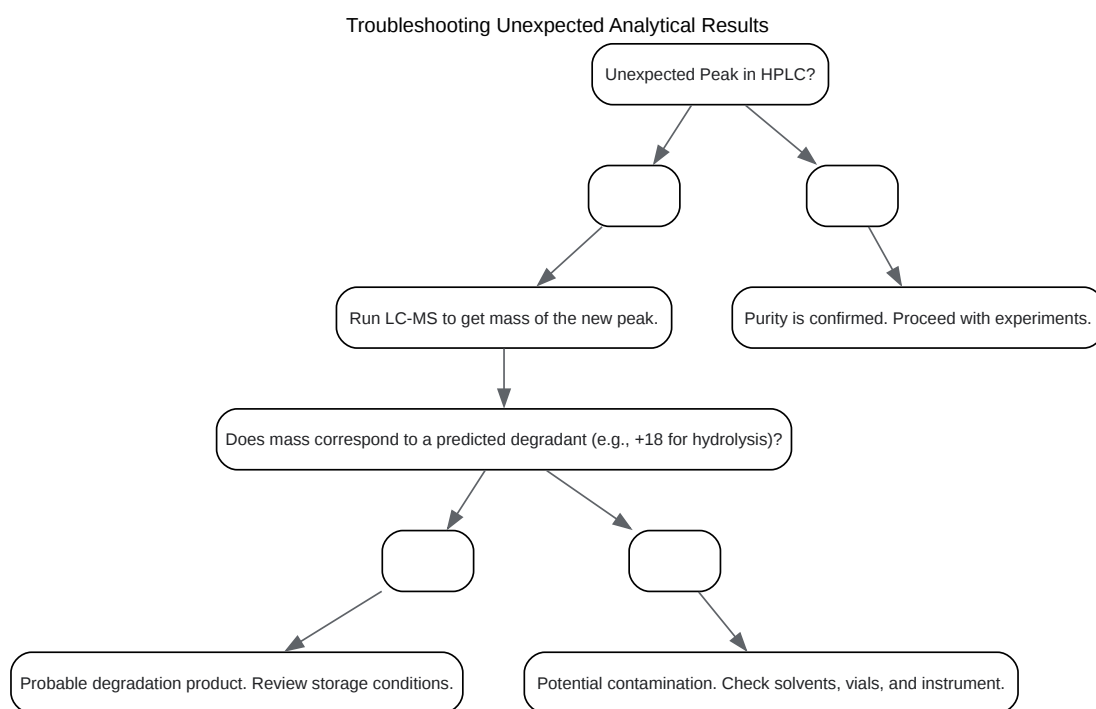 Troubleshooting Unexpected Analytical Results
Unexpected Peak in HPLC?
Run LC-MS to get mass of the new peak.
Purity is confirmed. Proceed with experiments.
Does mass correspond to a predicted degradant (e.g., +18 for hydrolysis)?
Probable degradation product. Review storage conditions.
Potential contamination. Check solvents, vials, and instrument.